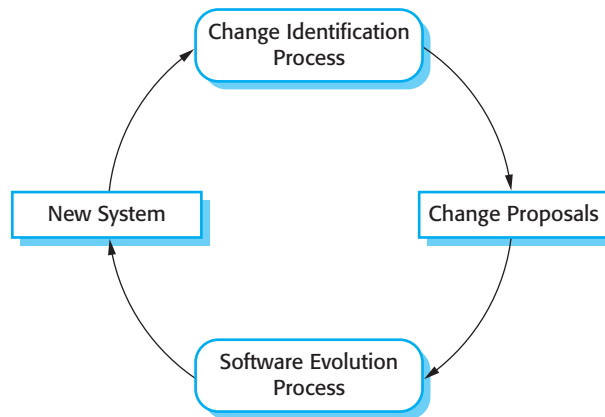 Change Identification
Process
New System
Change Proposals
Software Evolution
Process